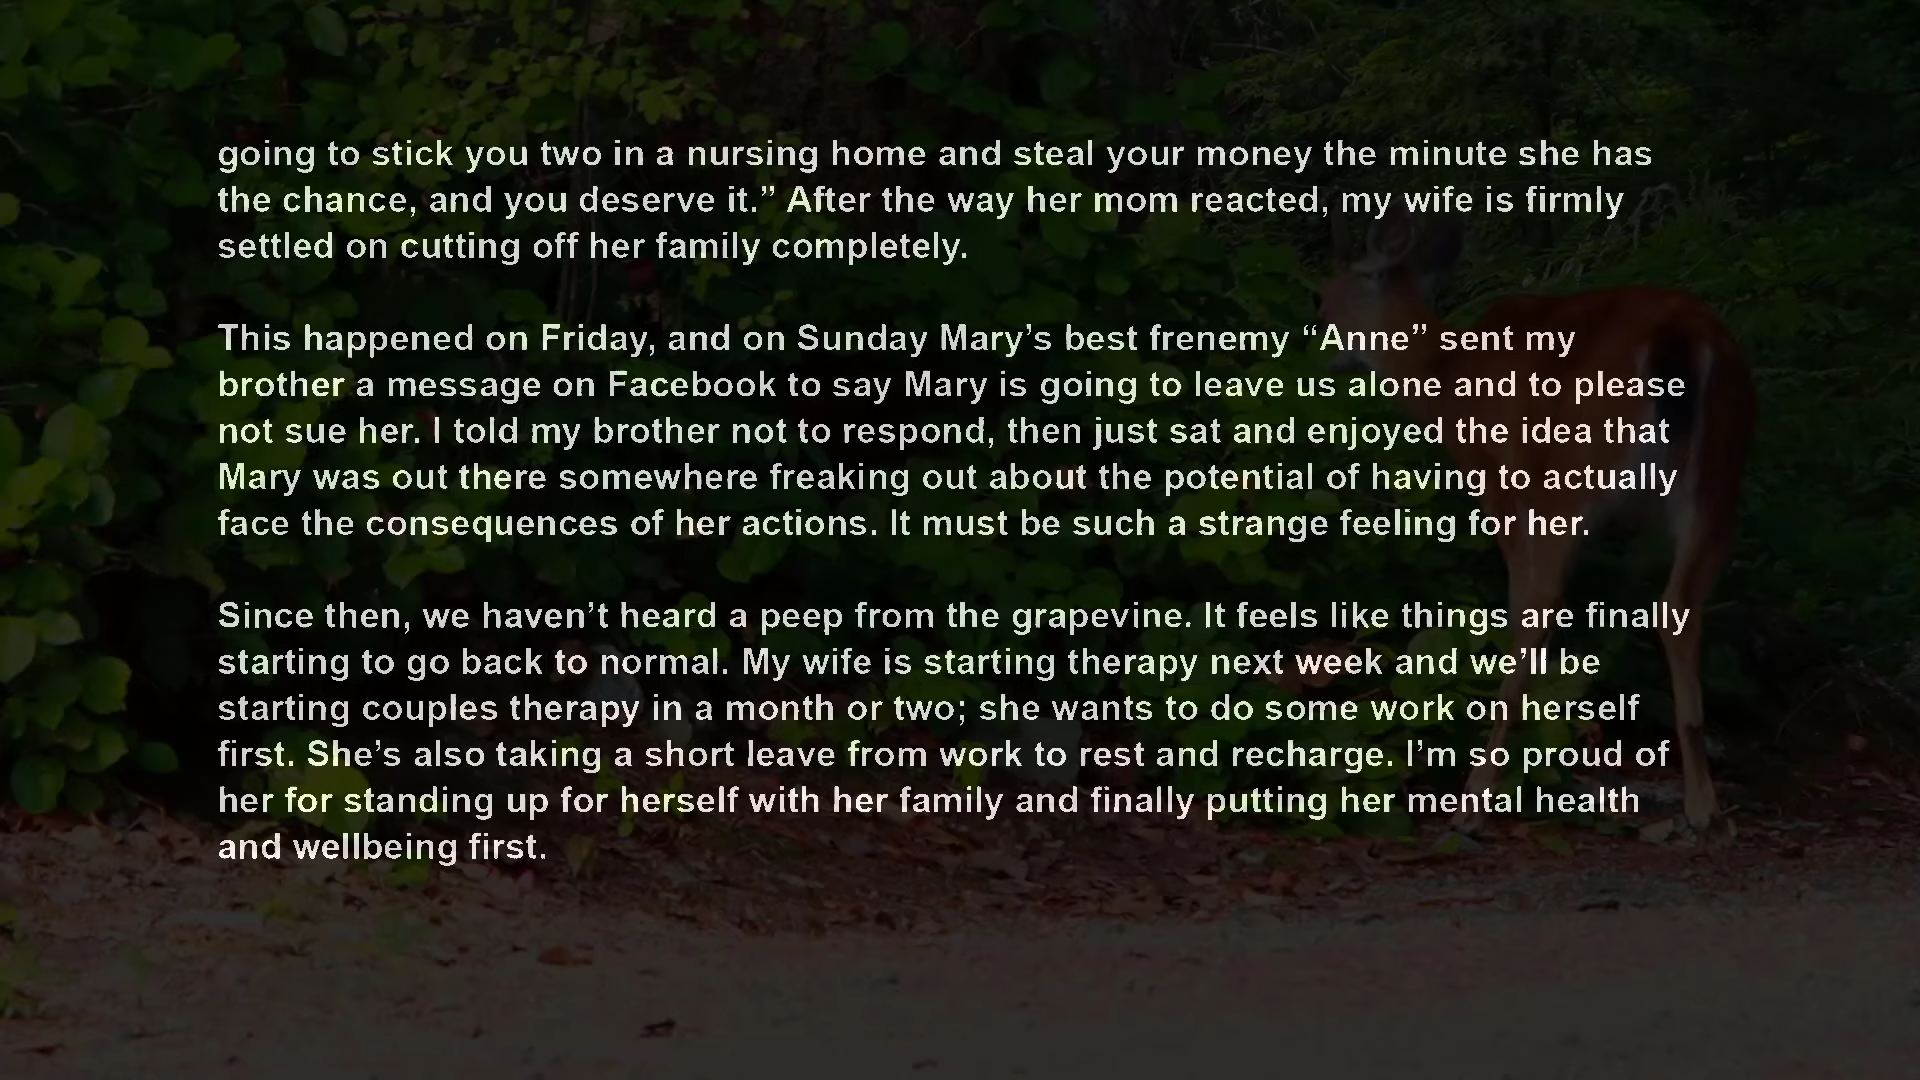 going to stick you two in a nursing home and steal your money the minute she has
the chance, and you deserve it.” After the way her mom reacted, my wife is firmly
settled on cutting off her family completely.
This happened on Friday, and on Sunday Mary’s best frenemy “Anne” sent my
brother a message on Facebook to say Mary is going to leave us alone and to please
not sue her. I told my brother not to respond, then just sat and enjoyed the idea that
Mary was out there somewhere freaking out about the potential of having to actually
face the consequences of her actions. It must be such a strange feeling for her.
Since then, we haven’t heard a peep from the grapevine. It feels like things are finally
starting to go back to normal. My wife is starting therapy next week and we’ll be
starting couples therapy in a month or two; she wants to do some work on herself
first. She’s also taking a short leave from work to rest and recharge. I’m so proud of
her for standing up for herself with her family and finally putting her mental health
and wellbeing first.